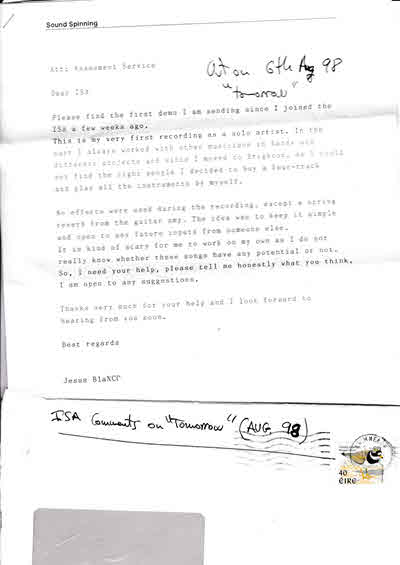 Sound Spinning
Att: Assessment Service
on 6th Aug 98
"Tomorrow"
Dear ISA
Please find the first demo I am sending since I joined the
ISA a few weeks ago.
This is my very first recording as a solo artist. In the
past I always worked with other musicians in bands and
different projects and since I moved to Brighton, as I could
not find the right people I decided to buy a four-track
and play all the instruments by myself.
No effects were used during the recording, except a spring
reverb from the guitar amp. The idea was to keep it simple
and open to any future inputs from someone else.
It is kind of scary for me to work on my own as I do not
really know whether these songs have any potential or not.
So, I need your help, please tell me honestly what you think,
I am open to any suggestions.
Thanks very much for your help and I look forward to
hearing from you soon.
Best regards
Jesus
ISA Comments on "Tomorrow" (AUG 98)
40
EIRE